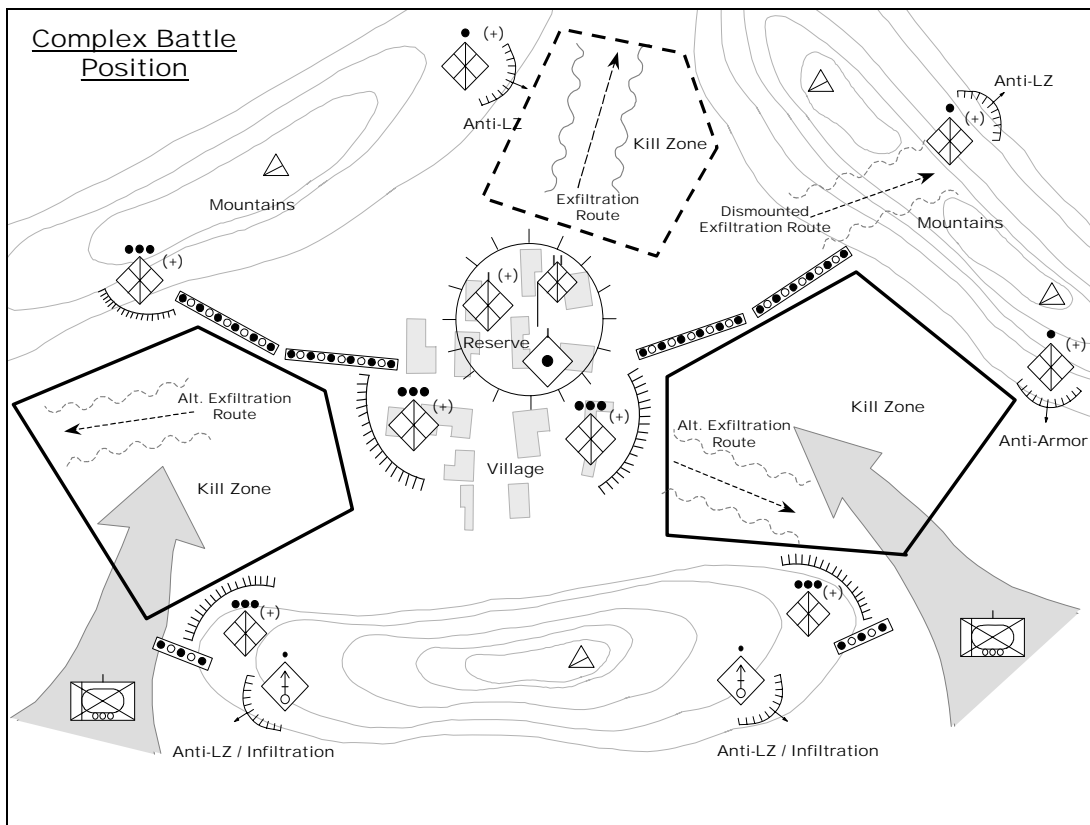 Complex Battle
Position
(+)
Anti-LZ
Kill Zone
Exfiltration
Route
Anti-LZ
(+)
Dismounted
Exfiltration Route
Mountains
Mountains
(+)
(+)
Reserve
(+)
Anti-Armor
Alt. Exfiltration
Route
Kill Zone
(+)
(+)
Village
Kill Zone
Alt. Exfiltration
Route
(+)
Anti-LZ / Infiltration
(+)
Anti-LZ / Infiltration